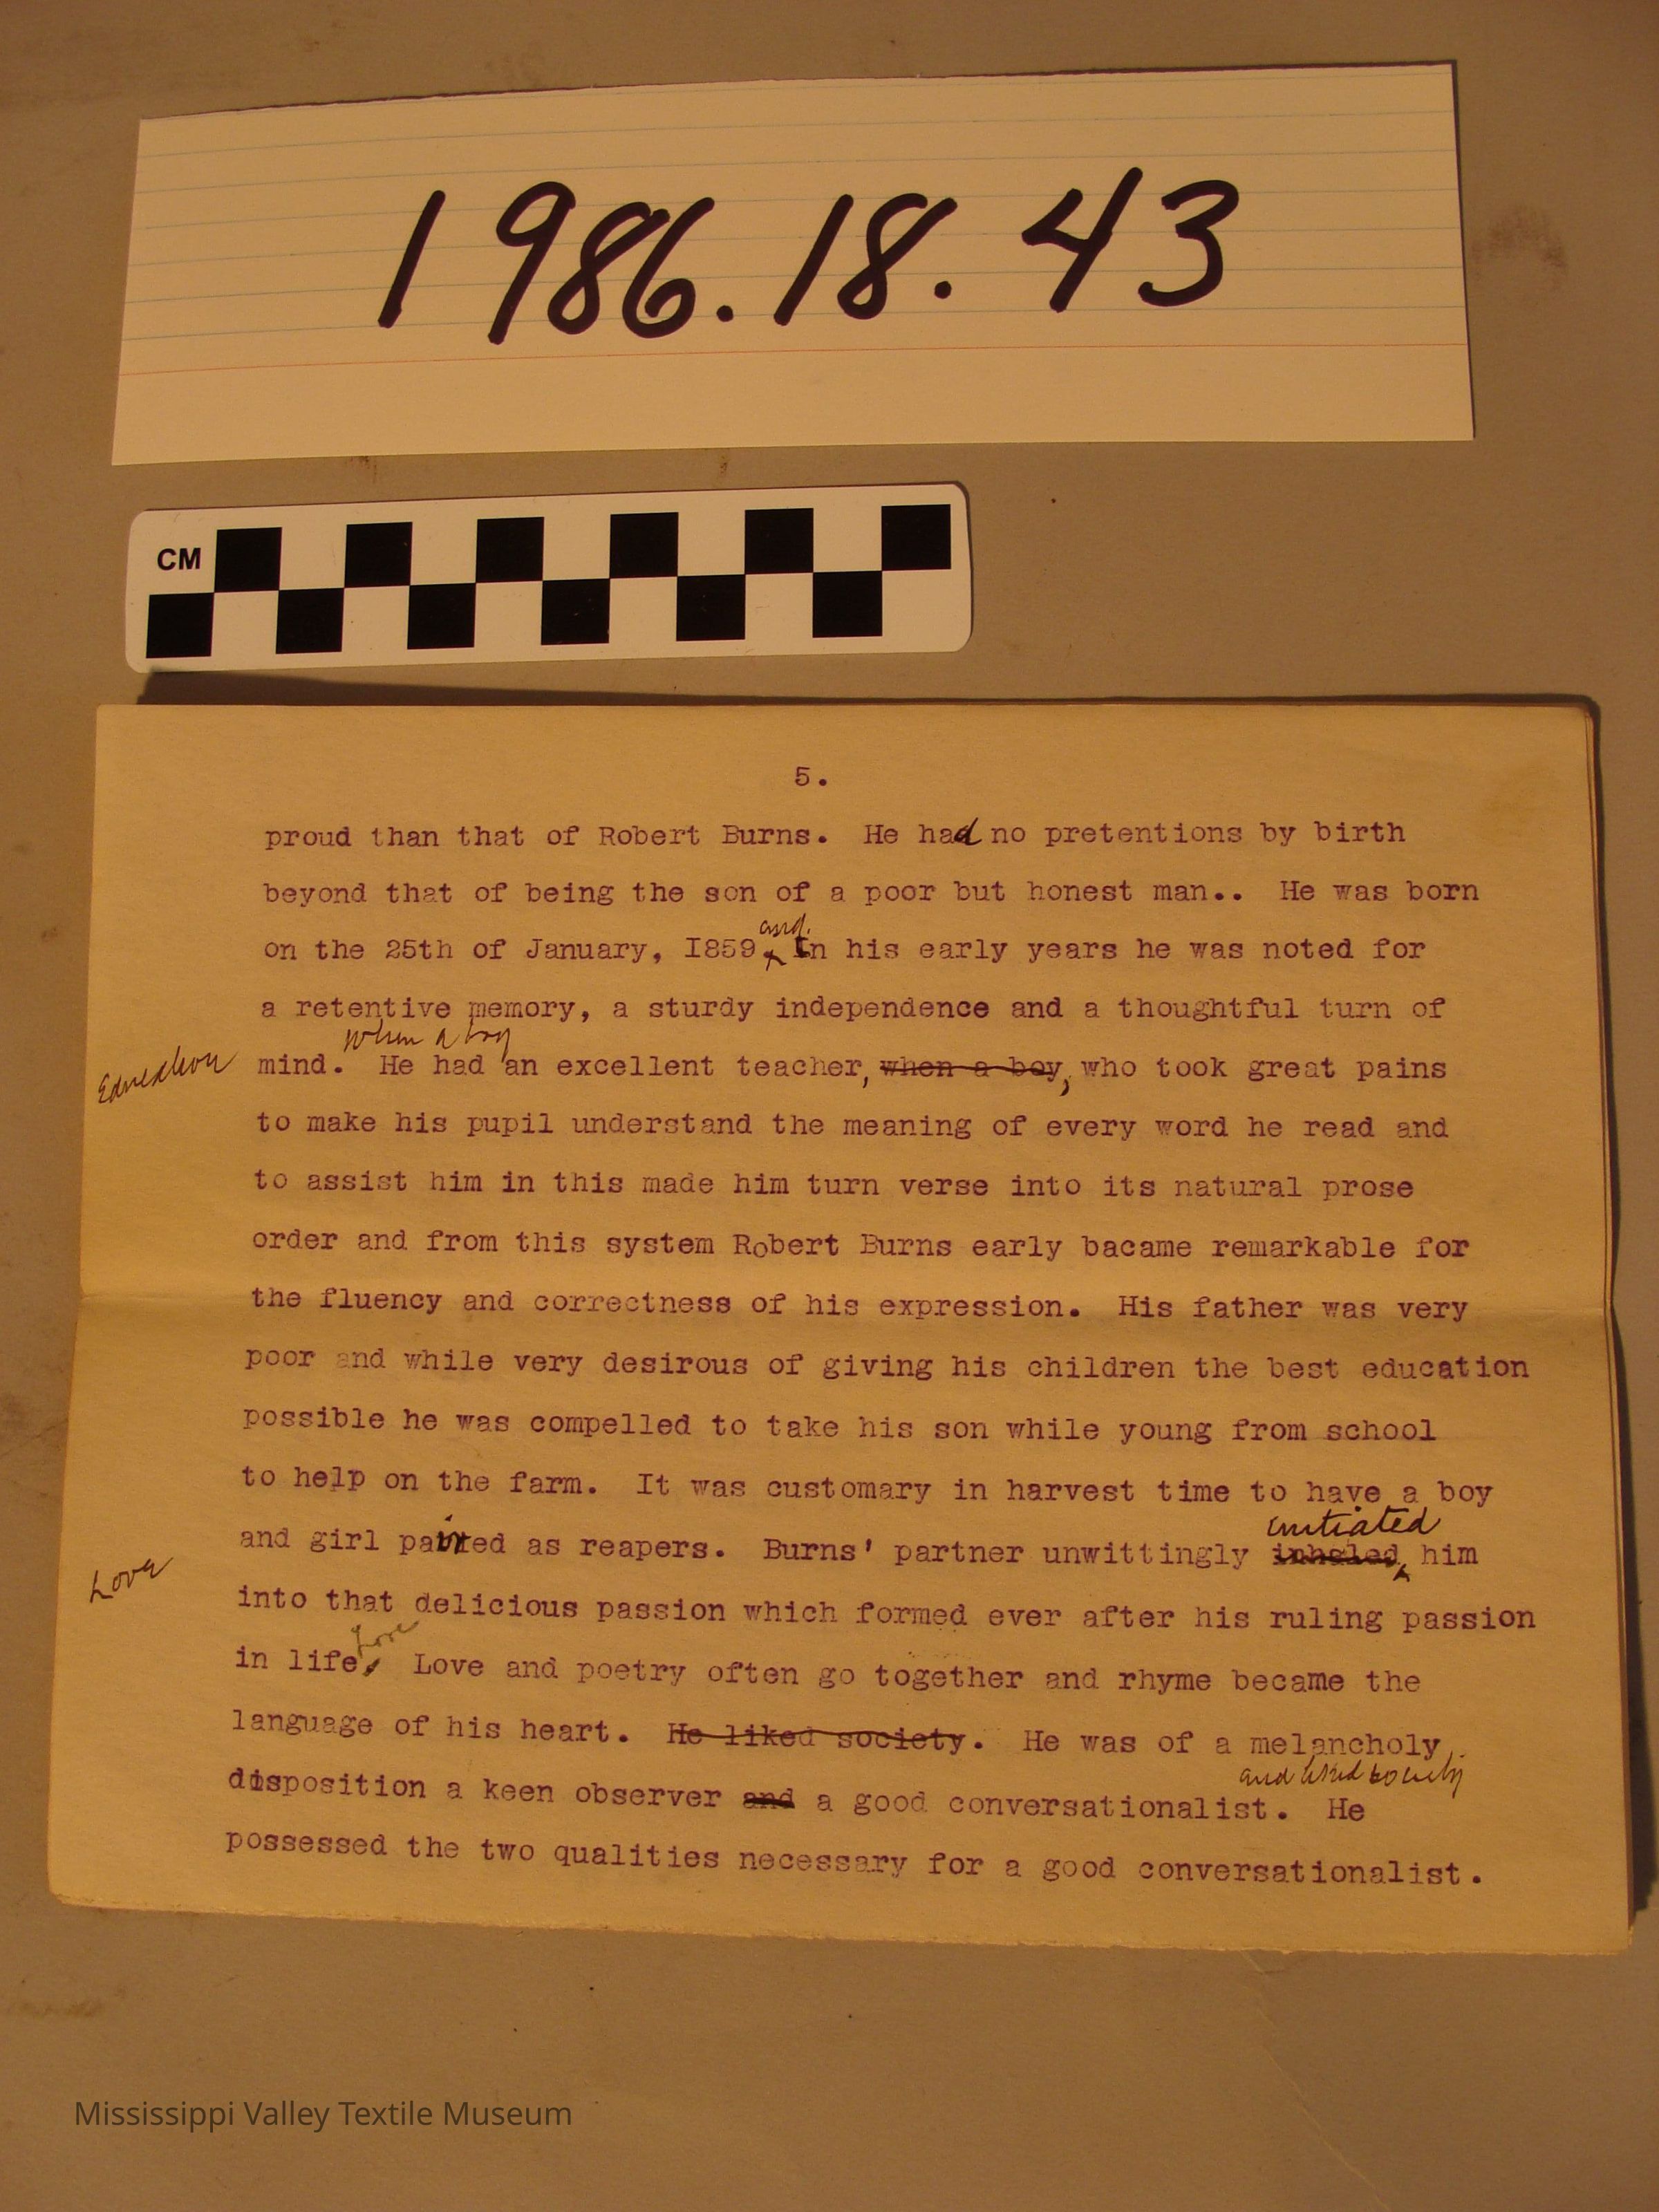 1986.18.43
CM
5.
proud than that of Robert Burns. He had no pretentions by birth
beyond that of being the son of a poor but honest man.. He was born
and
on the 25th of January, I859. In his early years he was noted for
a retentive memory, a sturdy independence and a thoughtful turn of
when a boy
Education
mind. He had an excellent teacher, when a boy, who took great pains
to make his pupil understand the meaning of every word he read and
to assist him in this made him turn verse into its natural prose
order and from this system Robert Burns early bacame remarkable for
the fluency and correctness of his expression. His father was very
poor and while very desirous of giving his children the best education
possible he was compelled to take his son while young from school
to help on the farm. It was customary in harvest time to have a boy
initiated
and girl paired as reapers. Burns' partner unwittingly inhaled him
Love
into that delicious passion which formed ever after his ruling passion
Love
in life. Love and poetry often go together and rhyme became the
language of his heart. He liked society. He was of a melancholy
and liked society
disposition a keen observer and a good conversationalist. He
possessed the two qualities necessary for a good conversationalist.
Mississippi Valley Textile Museum